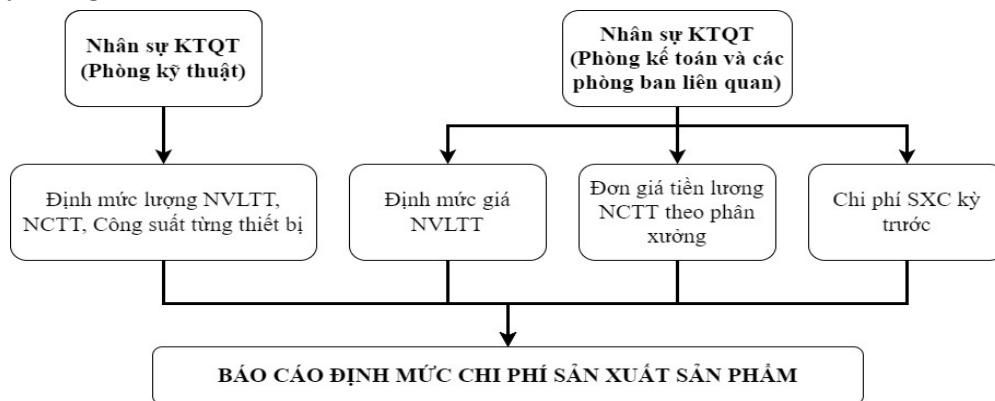 Nhân sự KTQT
(Phòng kỹ thuật)
Nhân sự KTQT
(Phòng kế toán và các
phòng ban liên quan)
Định mức lượng NVLTT,
NCTT, Công suất từng thiết bị
Định mức giá
NVLTT
Đơn giá tiền lương
NCTT theo phân
xưởng
Chi phí SXC kỳ
trước
BÁO CÁO ĐỊNH MỨC CHI PHÍ SẢN XUẤT SẢN PHẨM